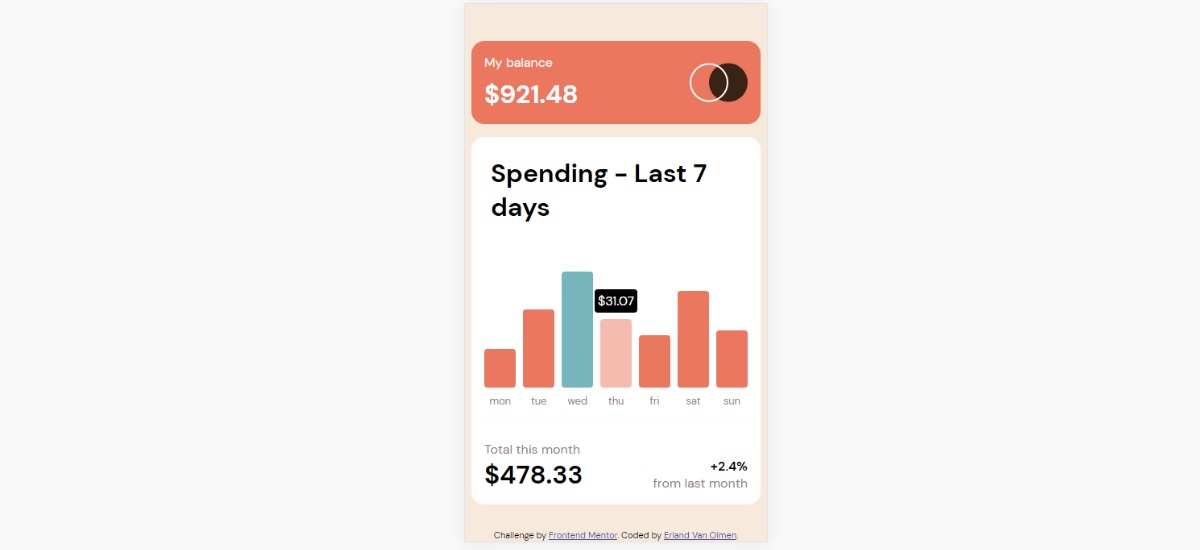 My balance
$921.48
Spending - Last 7
days
$31.07
mon tue wed thu fri sat sun
Total this month
$478.33
+2.4%
from last month
Challenge by Frontend Mentor. Coded by Erland Van Olmen.